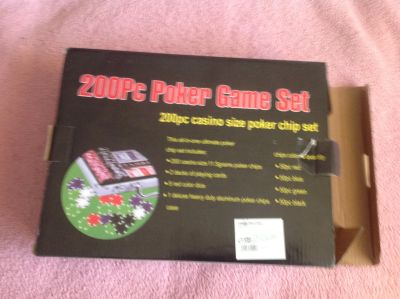 200Pc Poker Game Set
200pc casino size poker chip set
This all-in-one ultimate poker
chip set includes:
• 200 casino size 11.5grams poker chips
• 2 decks of playing cards
• 5 red color dice
• 1 deluxe heavy duty aluminum poker chips
case
chips
• 50pc red
• 50pc blue
• 50pc green
• 50pc black